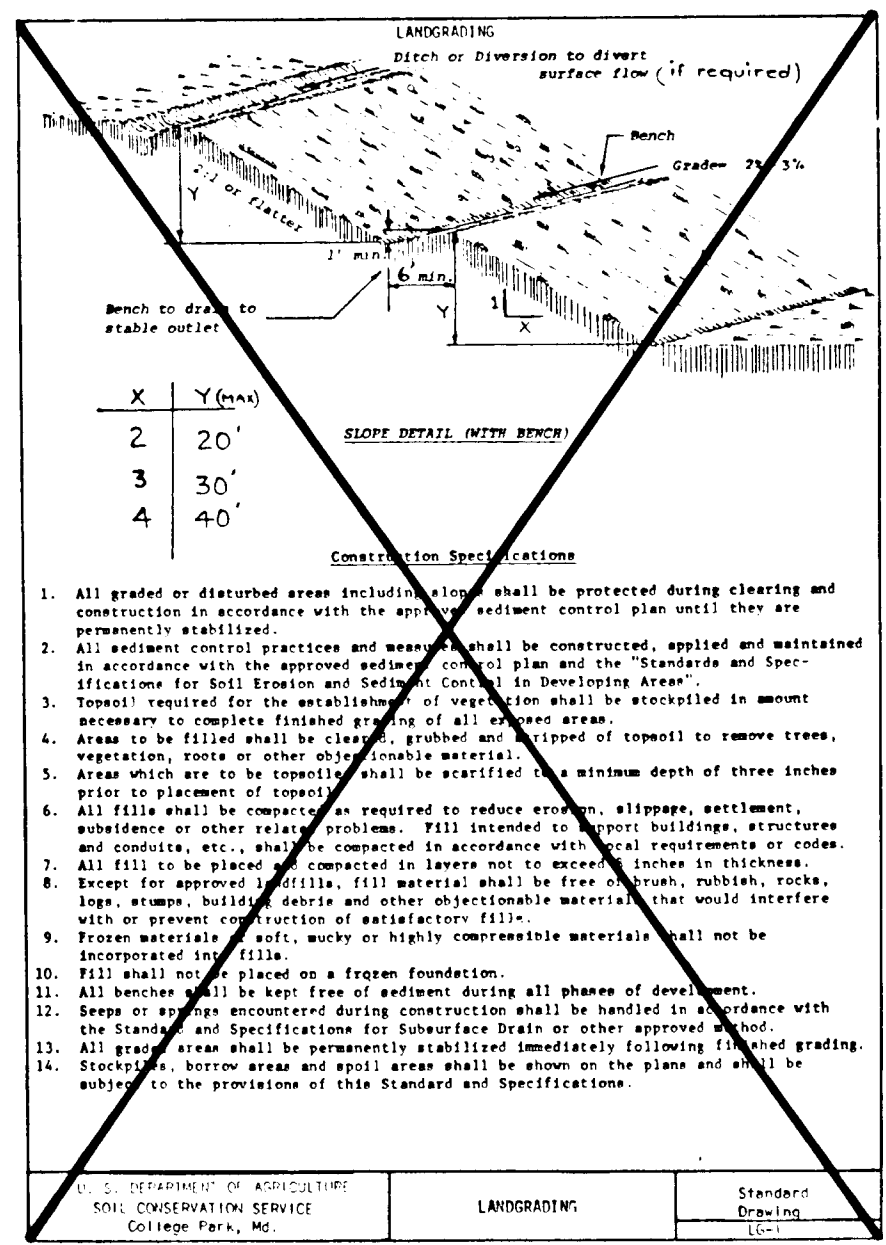 LANDGRADING
Ditch or Diversion to divert
surface flow (if required)
Bench
Grade= 2% 3%
2:1 or flatter
Y
1' min.
6' min.
Bench to drain to
stable outlet
1
X
Y
X Y (MAX)
2 20'
3 30'
4 40'
SLOPE DETAIL (WITH BENCH)
Construction Specifications
1. All graded or disturbed areas including slopes shall be protected during clearing and
construction in accordance with the approved sediment control plan until they are
permanently stabilized.
2. All sediment control practices and measures shall be constructed, applied and maintained
in accordance with the approved sediment control plan and the "Standards and Spec-
ifications for Soil Erosion and Sediment Control in Developing Areas".
3. Topsoil required for the establishment of vegetation shall be stockpiled in amount
necessary to complete finished grading of all exposed areas.
4. Areas to be filled shall be cleared, grubbed and stripped of topsoil to remove trees,
vegetation, roots or other objectionable material.
5. Areas which are to be topsoiled shall be scarified to a minimum depth of three inches
prior to placement of topsoil.
6. All fills shall be compacted as required to reduce erosion, slippage, settlement,
subsidence or other related problems. Fill intended to support buildings, structures
and conduits, etc., shall be compacted in accordance with local requirements or codes.
7. All fill to be placed and compacted in layers not to exceed inches in thickness.
8. Except for approved landfills, fill material shall be free of brush, rubbish, rocks,
logs, stumps, building debris and other objectionable materials that would interfere
with or prevent construction of satisfactory fills.
9. Frozen materials or soft, mucky or highly compressible materials shall not be
incorporated into fills.
10. Fill shall not be placed on a frozen foundation.
11. All benches shall be kept free of sediment during all phases of development.
12. Seeps or springs encountered during construction shall be handled in accordance with
the Standard and Specifications for Subsurface Drain or other approved method.
13. All graded areas shall be permanently stabilized immediately following finished grading.
14. Stockpiles, borrow areas and spoil areas shall be shown on the plans and shall be
subject to the provisions of this Standard and Specifications.
U. S. DEPARTMENT OF AGRICULTURE
SOIL CONSERVATION SERVICE
College Park, Md.
LANDGRADING
Standard
Drawing
LG-1